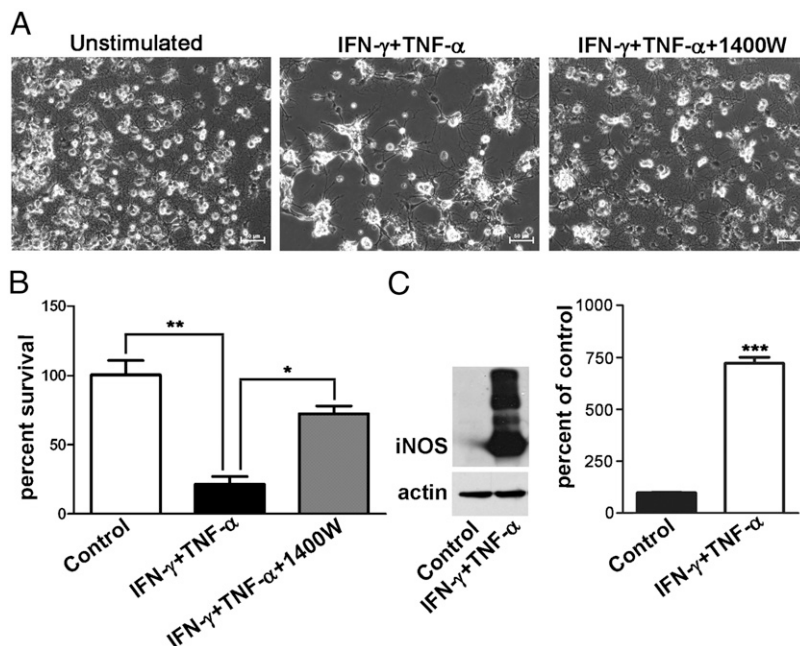 A
Unstimulated
IFN-γ+TNF-α
IFN-γ+TNF-α+1400W
B
percent survival
150
100
50
0
**
*
Control
IFN-γ+TNF-α
IFN-γ+TNF-α+1400W
C
iNOS
actin
Control
IFN-γ+TNF-α
percent of control
1000
750
500
250
0
***
Control
IFN-γ+TNF-α